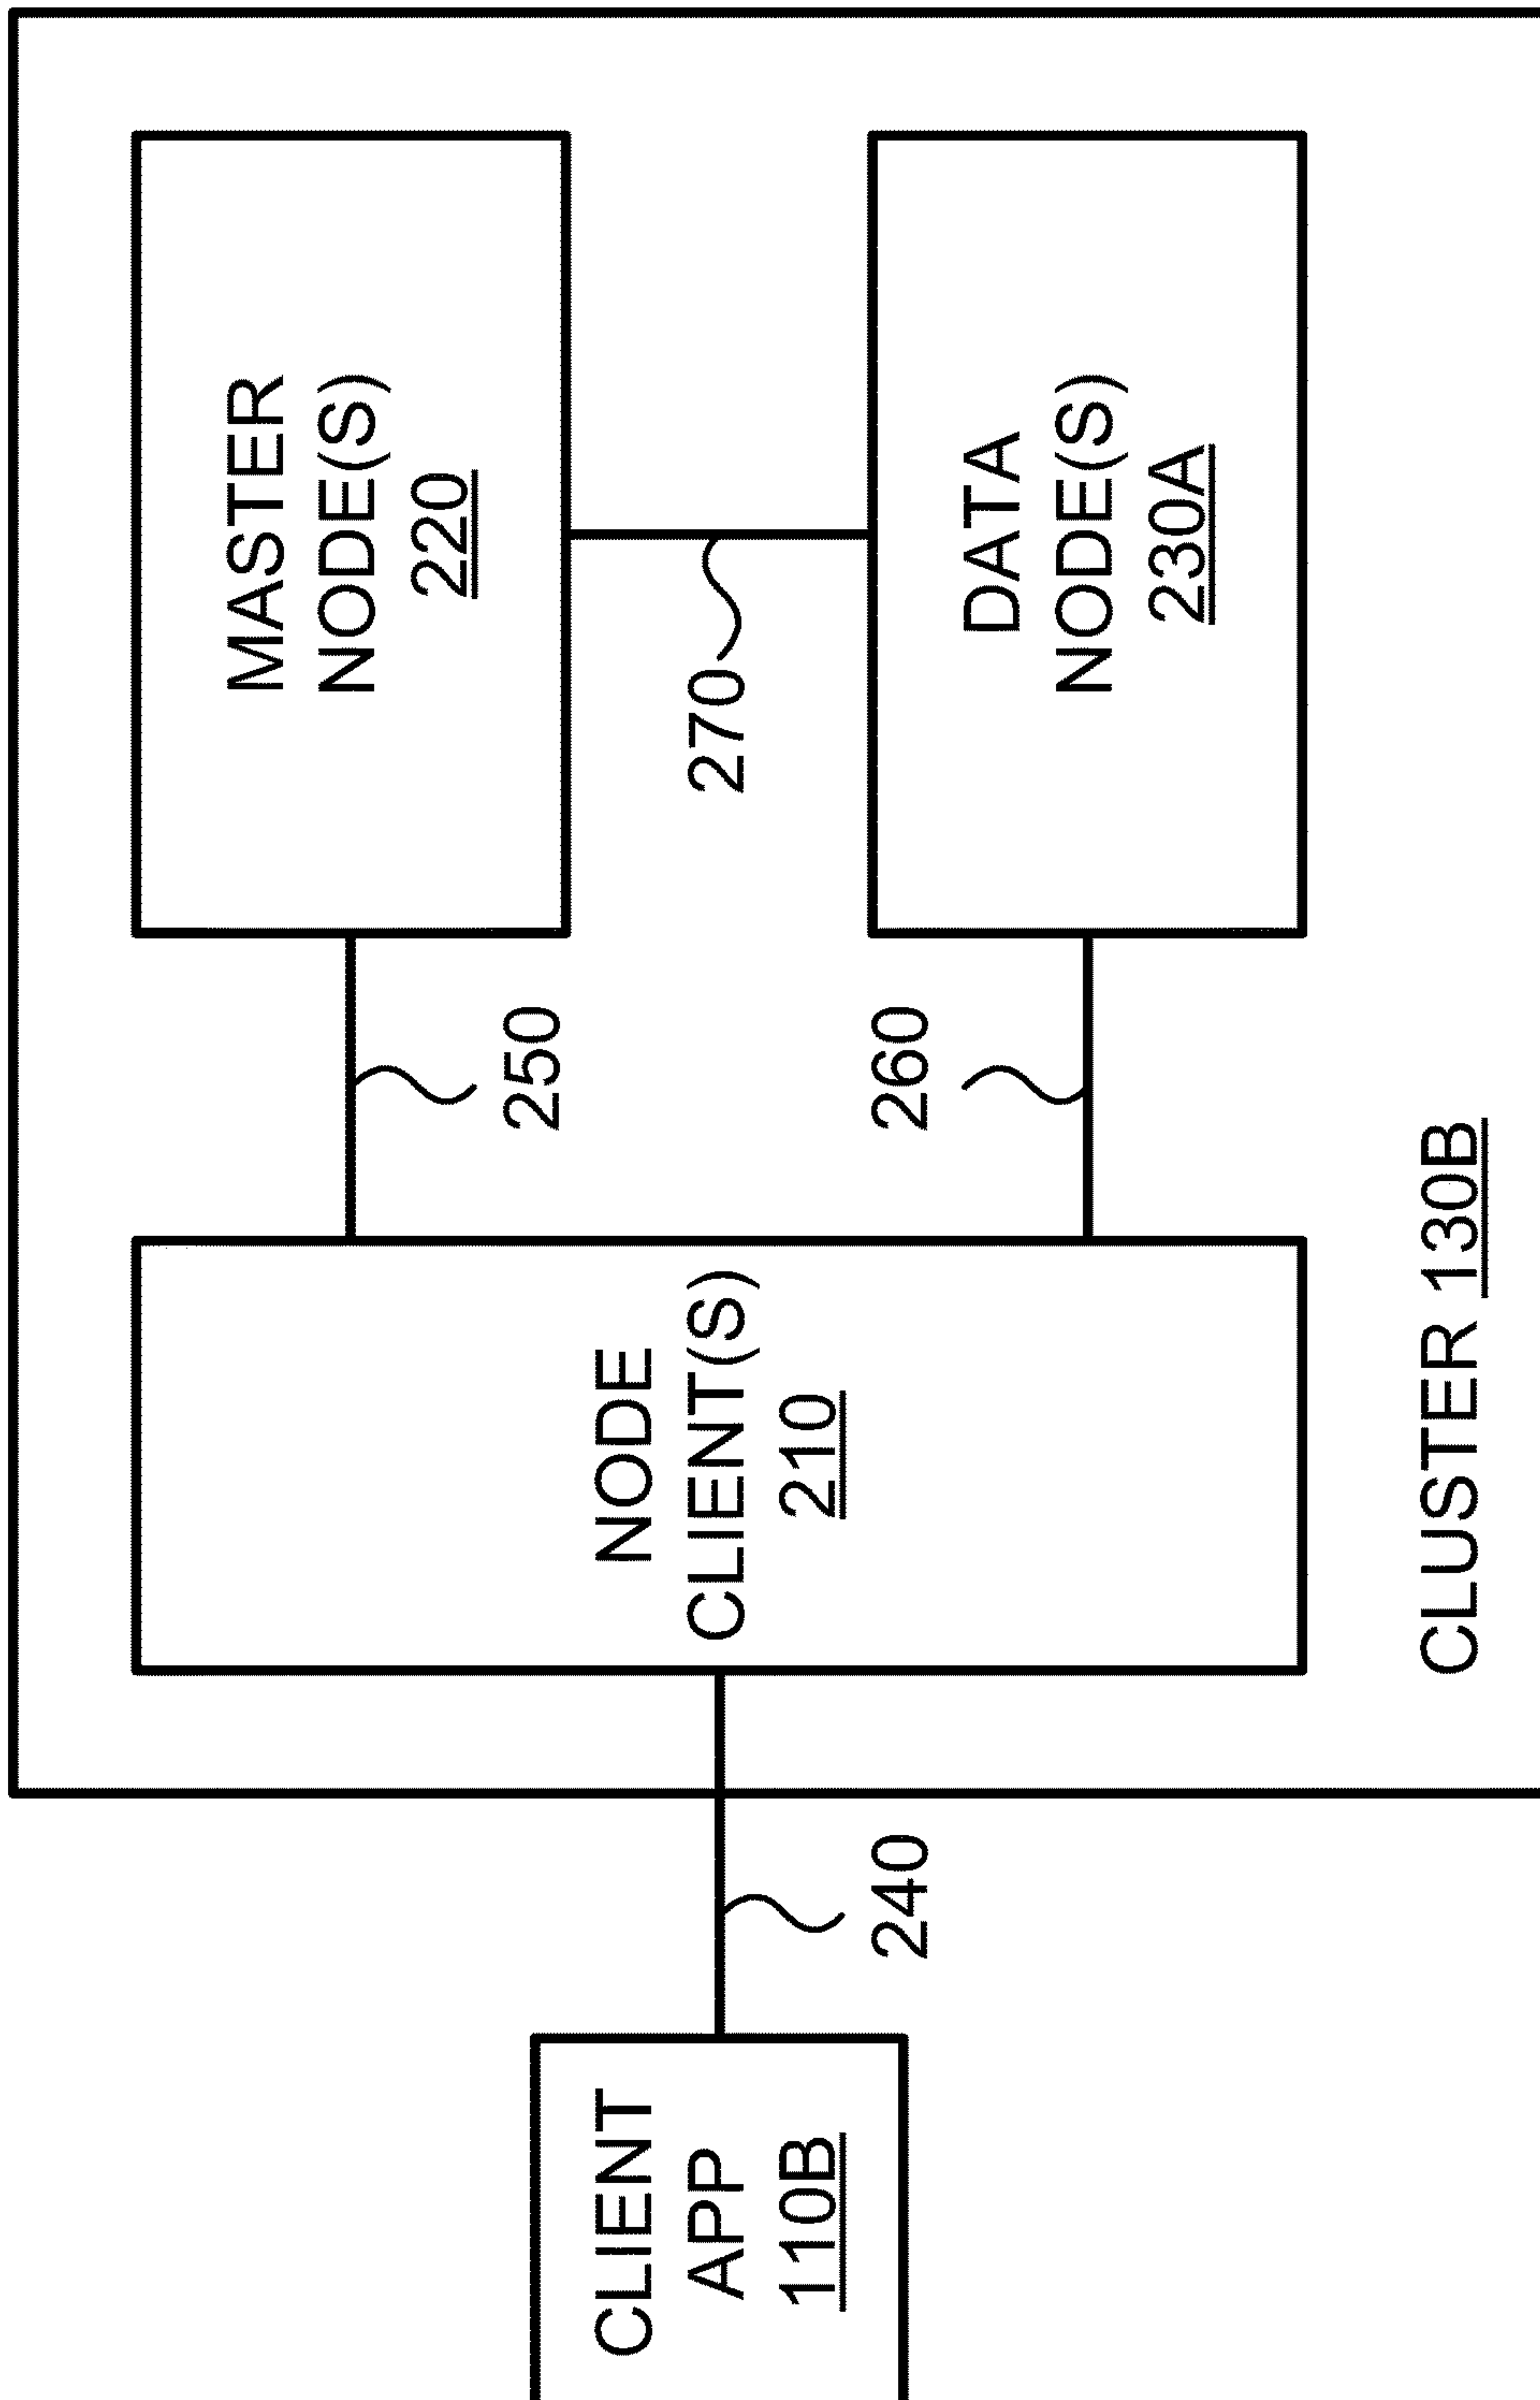 CLIENT
APP
110B
240
NODE
CLIENT(S)
210
250
260
MASTER
NODE(S)
220
270
DATA
NODE(S)
230A
CLUSTER 130B